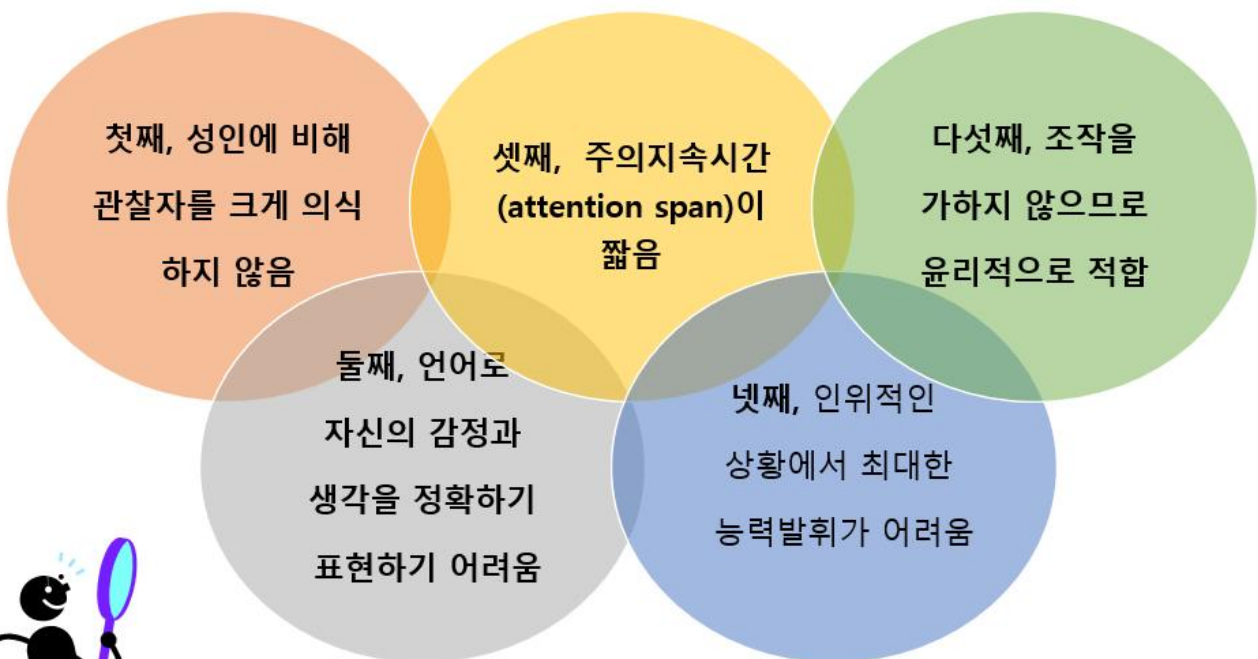 첫째, 성인에 비해
관찰자를 크게 의식
하지 않음
둘째, 언어로
자신의 감정과
생각을 정확하기
표현하기 어려움
셋째, 주의지속시간
(attention span)이
짧음
넷째, 인위적인
상황에서 최대한
능력발휘가 어려움
다섯째, 조작을
가하지 않으므로
윤리적으로 적합